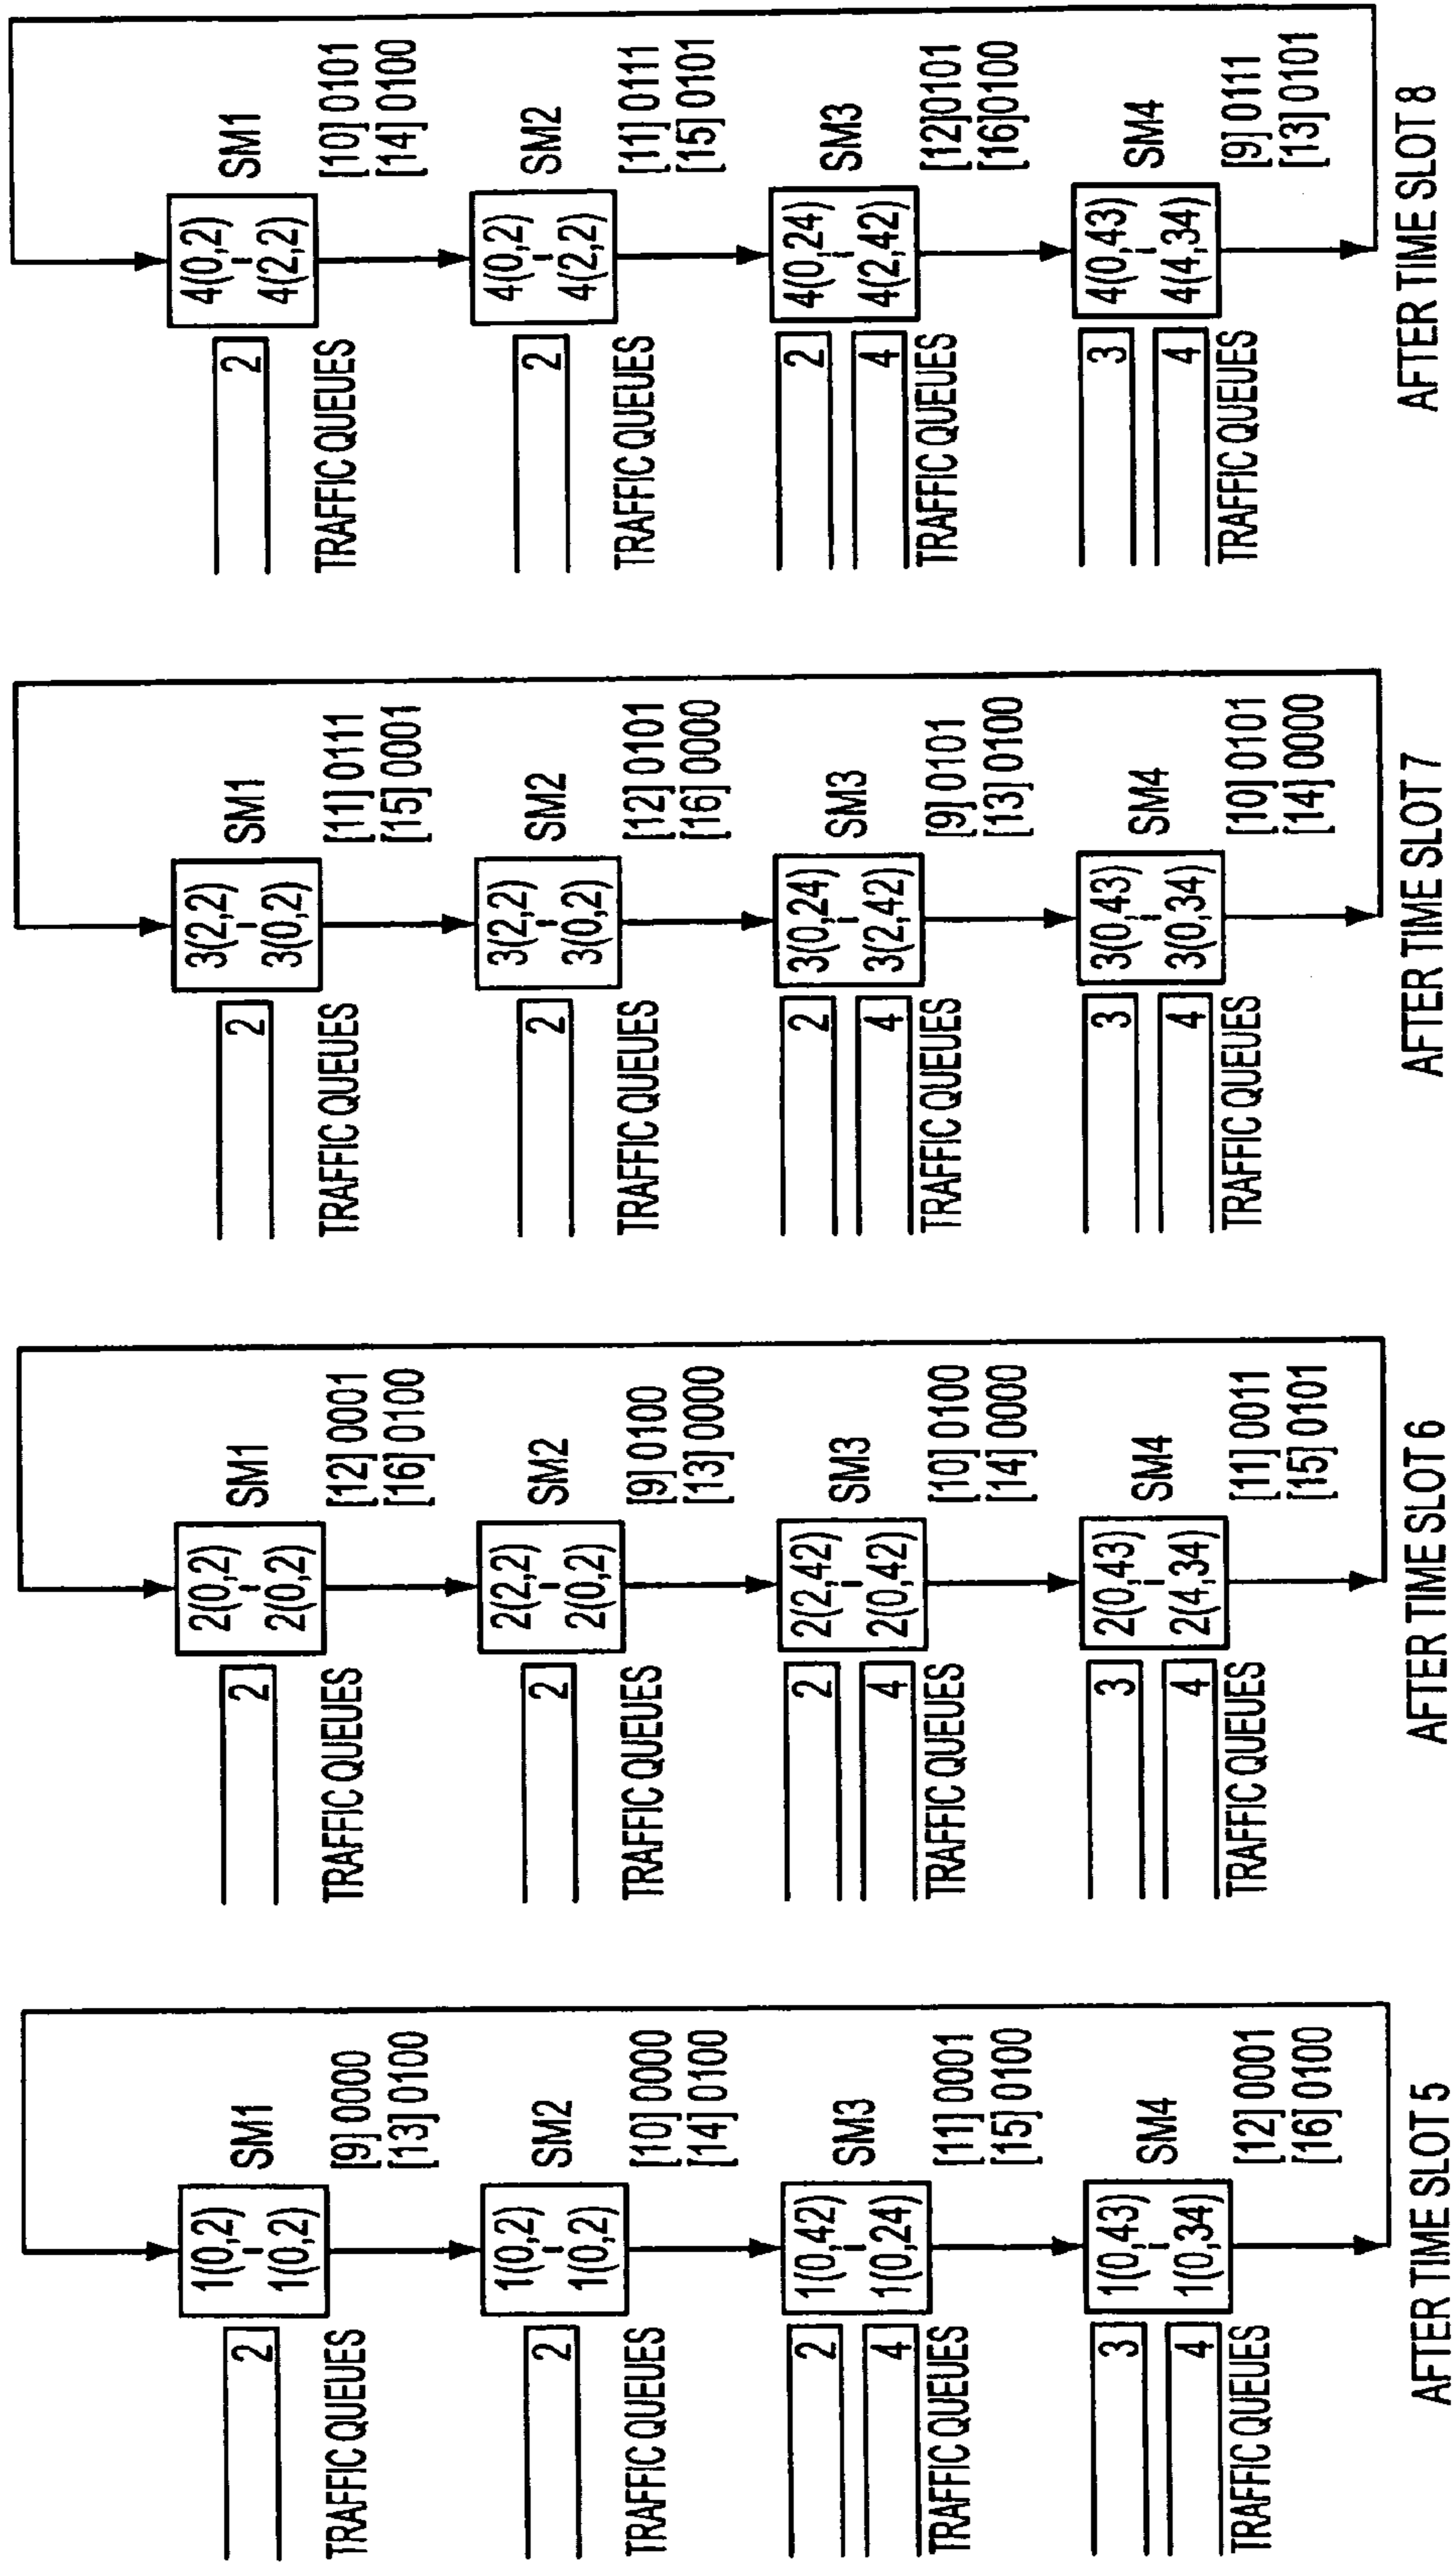 2
1(0,2)
1(0,2)
SM1
[9] 0000
[13] 0100
TRAFFIC QUEUES
2
1(0,2)
1(0,2)
SM2
[10] 0000
[14] 0100
TRAFFIC QUEUES
2
4
1(0,42)
1(0,24)
SM3
[11] 0001
[15] 0100
TRAFFIC QUEUES
3
4
1(0,43)
1(0,34)
SM4
[12] 0001
[16] 0100
TRAFFIC QUEUES
AFTER TIME SLOT 5
2
2(0,2)
2(0,2)
SM1
[12] 0001
[16] 0100
TRAFFIC QUEUES
2
2(2,2)
2(0,2)
SM2
[9] 0100
[13] 0000
TRAFFIC QUEUES
2
4
2(2,42)
2(0,42)
SM3
[10] 0100
[14] 0000
TRAFFIC QUEUES
3
4
2(0,43)
2(4,34)
SM4
[11] 0011
[15] 0101
TRAFFIC QUEUES
AFTER TIME SLOT 6
2
3(2,2)
3(0,2)
SM1
[11] 0111
[15] 0001
TRAFFIC QUEUES
2
3(2,2)
3(0,2)
SM2
[12] 0101
[16] 0000
TRAFFIC QUEUES
2
4
3(0,24)
3(2,42)
SM3
[9] 0101
[13] 0100
TRAFFIC QUEUES
3
4
3(0,43)
3(0,34)
SM4
[10] 0101
[14] 0000
TRAFFIC QUEUES
AFTER TIME SLOT 7
2
4(0,2)
4(2,2)
SM1
[10] 0101
[14] 0100
TRAFFIC QUEUES
2
4(0,2)
4(2,2)
SM2
[11] 0111
[15] 0101
TRAFFIC QUEUES
2
4
4(0,24)
4(2,42)
SM3
[12]0101
[16]0100
TRAFFIC QUEUES
3
4
4(0,43)
4(4,34)
SM4
[9] 0111
[13] 0101
TRAFFIC QUEUES
AFTER TIME SLOT 8